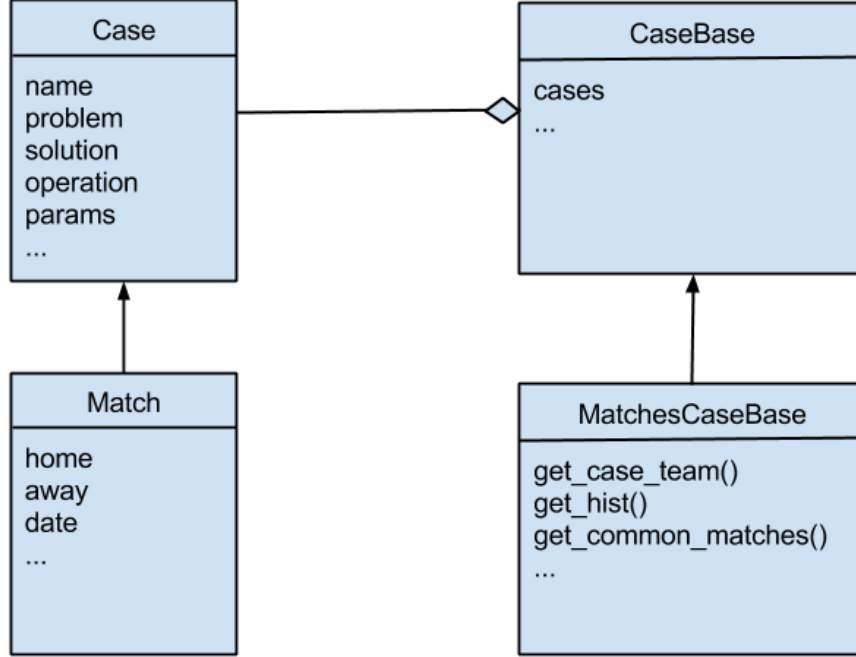 Case
name
problem
solution
operation
params
...
CaseBase
cases
...
Match
home
away
date
...
MatchesCaseBase
get_case_team()
get_hist()
get_common_matches()
...